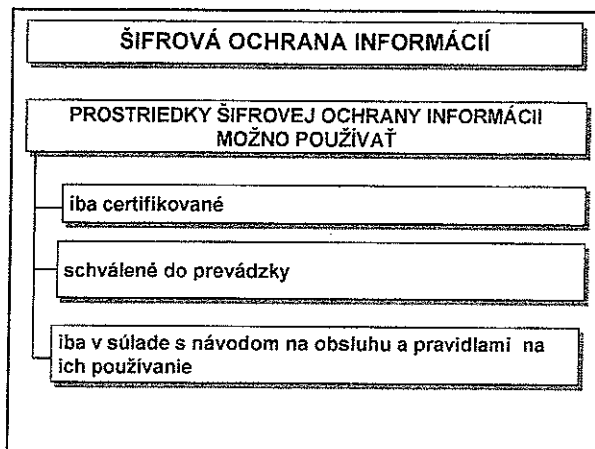 ŠIFROVÁ OCHRANA INFORMÁCIÍ
PROSTRIEDKY ŠIFROVEJ OCHRANY INFORMÁCII
MOŽNO POUŽÍVAŤ
iba certifikované
schválené do prevádzky
iba v súlade s návodom na obsluhu a pravidlami na
ich používanie